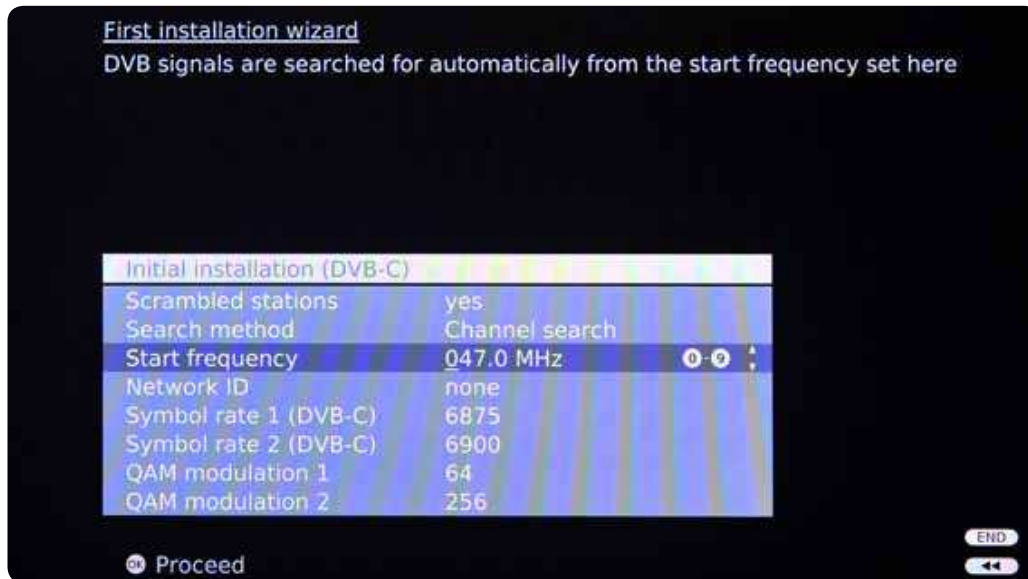 First installation wizard
DVB signals are searched for automatically from the start frequency set here
Initial installation (DVB-C)
Scrambled stations yes
Search method Channel search
Start frequency 047.0 MHz 0-9
Network ID none
Symbol rate 1 (DVB-C) 6875
Symbol rate 2 (DVB-C) 6900
QAM modulation 1 64
QAM modulation 2 256
END
OK Proceed